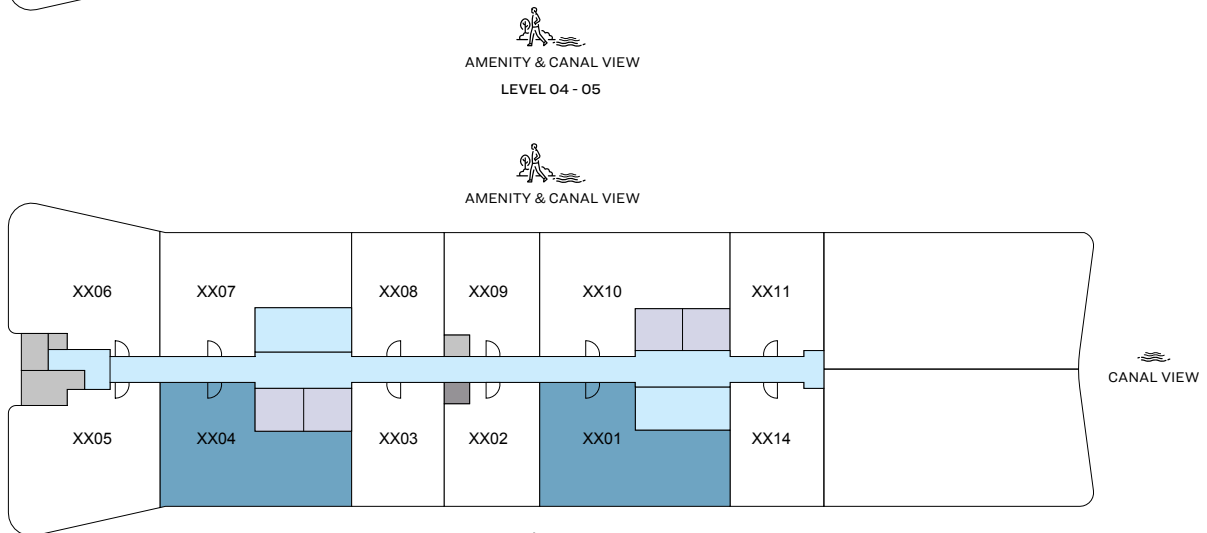 AMENITY & CANAL VIEW
LEVEL 04 - 05
AMENITY & CANAL VIEW
XX06 XX07 XX08 XX09 XX10 XX11
CANAL VIEW
XX05 XX04 XX03 XX02 XX01 XX14